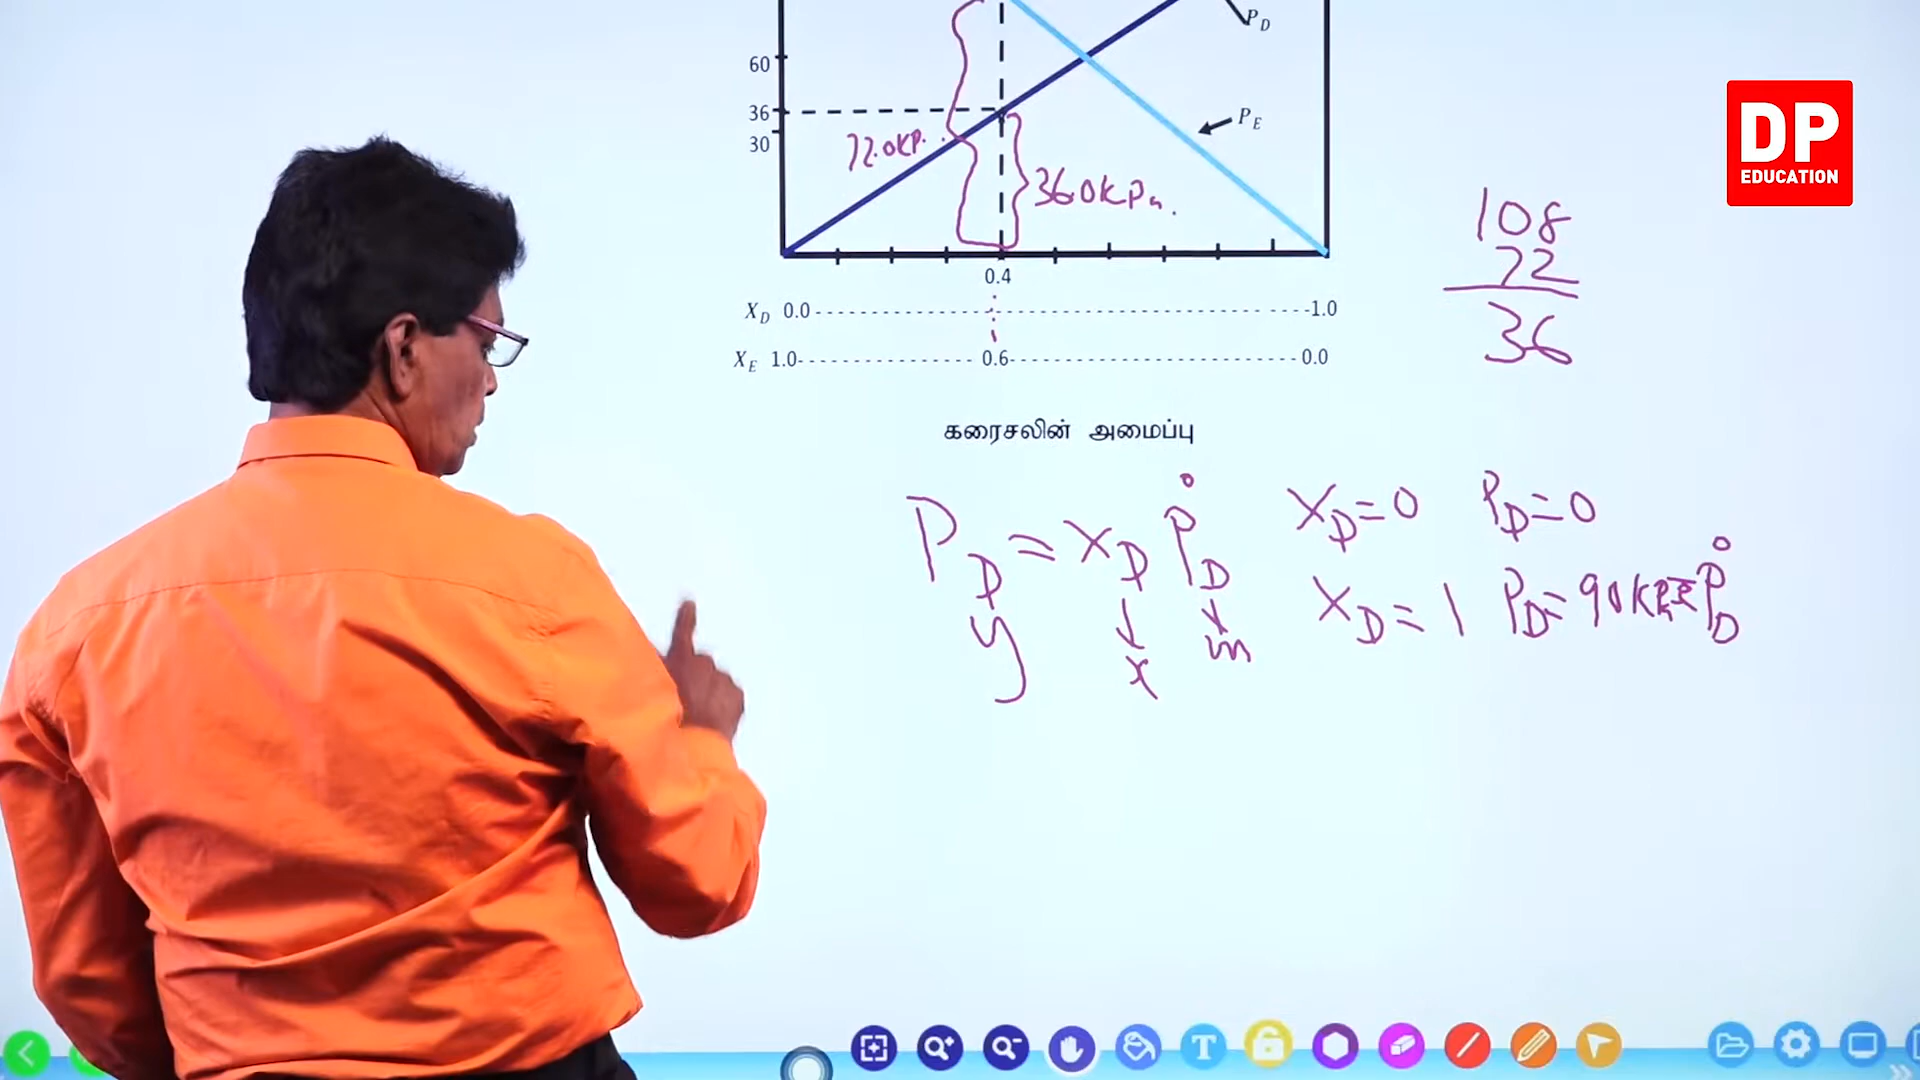 P_D
60
36
30
P_E
72.0KP.
36.0KPa.
DP
EDUCATION
108
72
36
0.4
X_D 0.0 1.0
X_E 1.0 0.6 0.0
கரைசலின் அமைப்பு
P_D = X_D P°_D X_D = 0 P_D = 0
y x m X_D = 1 P_D = 90KPa = P°_D
T